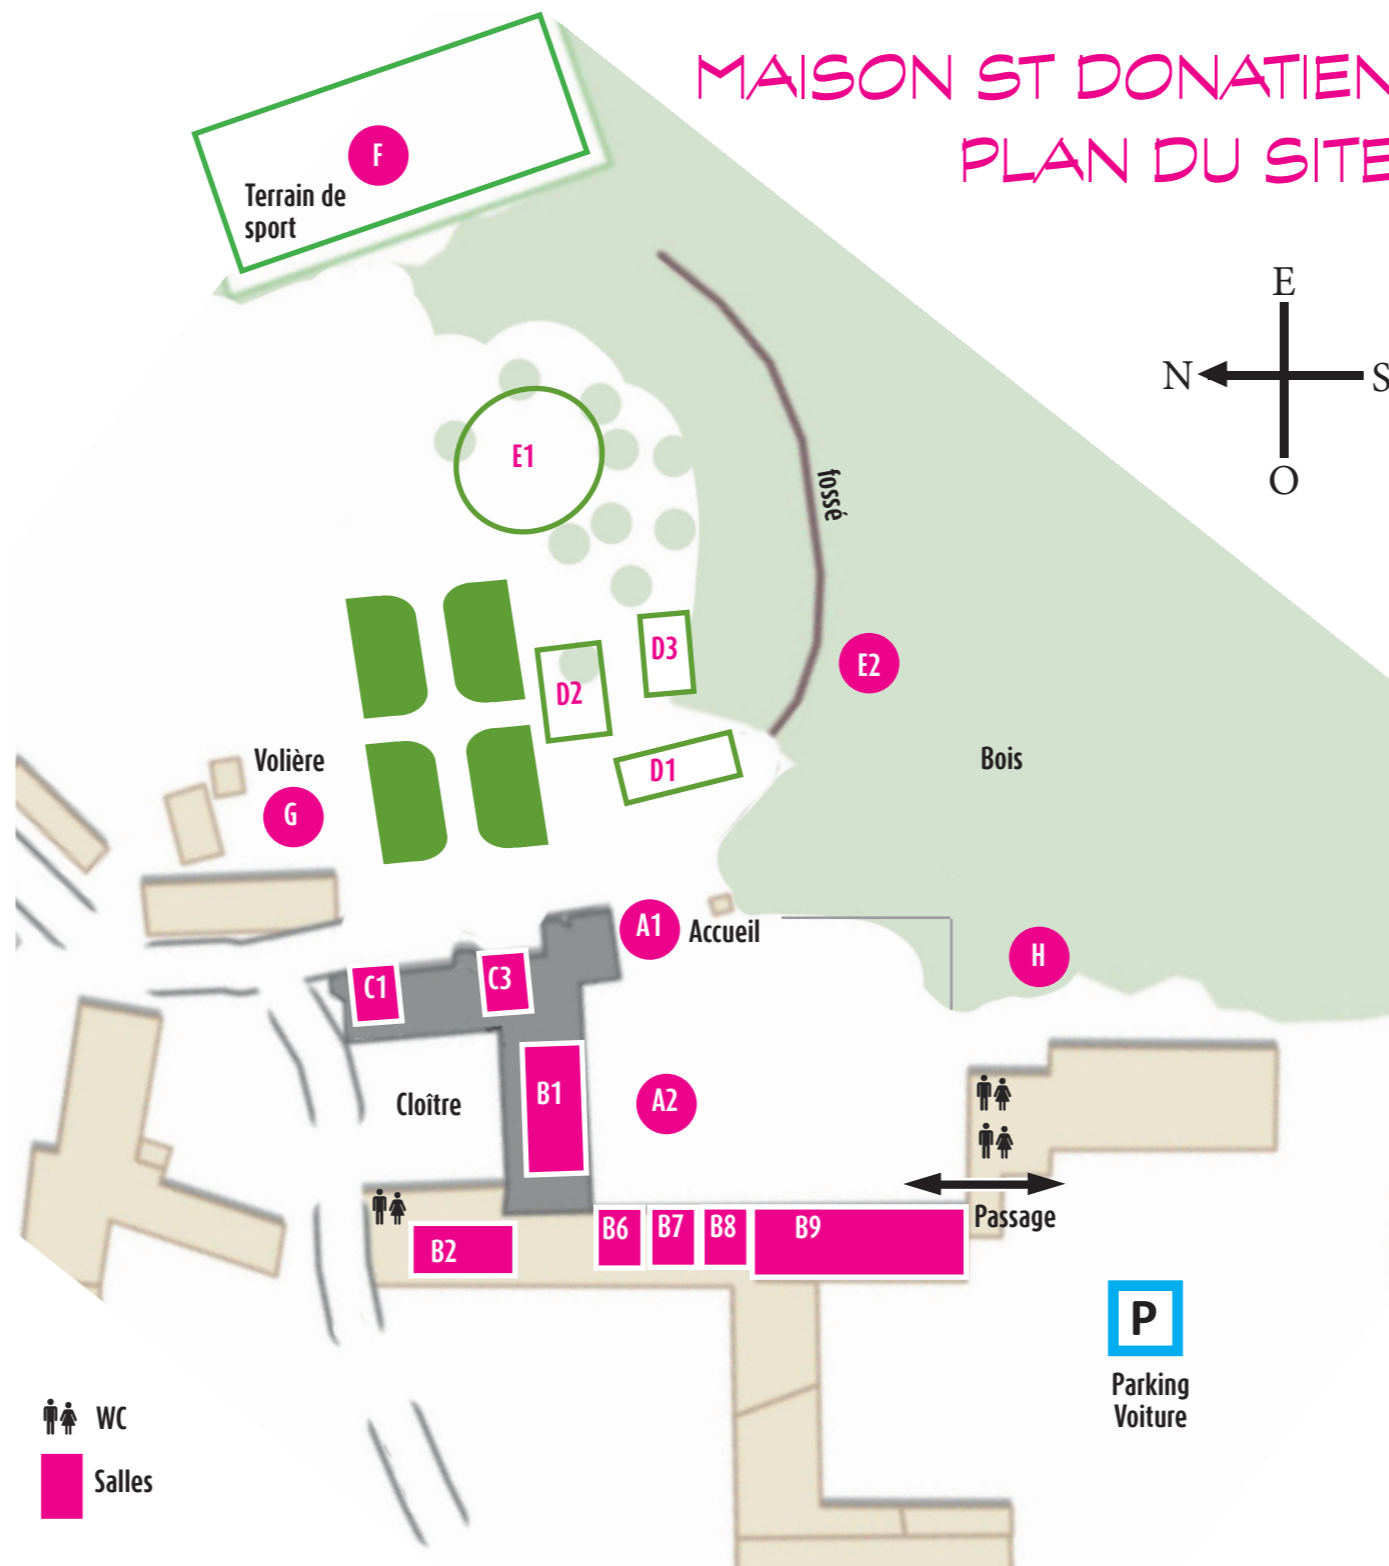 MAISON ST DONATIEN
PLAN DU SITE
F
Terrain de
sport
E
N
S
O
E1
fossé
E2
D3
D2
D1
Bois
Volière
G
A1
Accueil
H
C1
C3
B1
Cloître
A2
Passage
B2
B6
B7
B8
B9
P
Parking
Voiture
WC
Salles